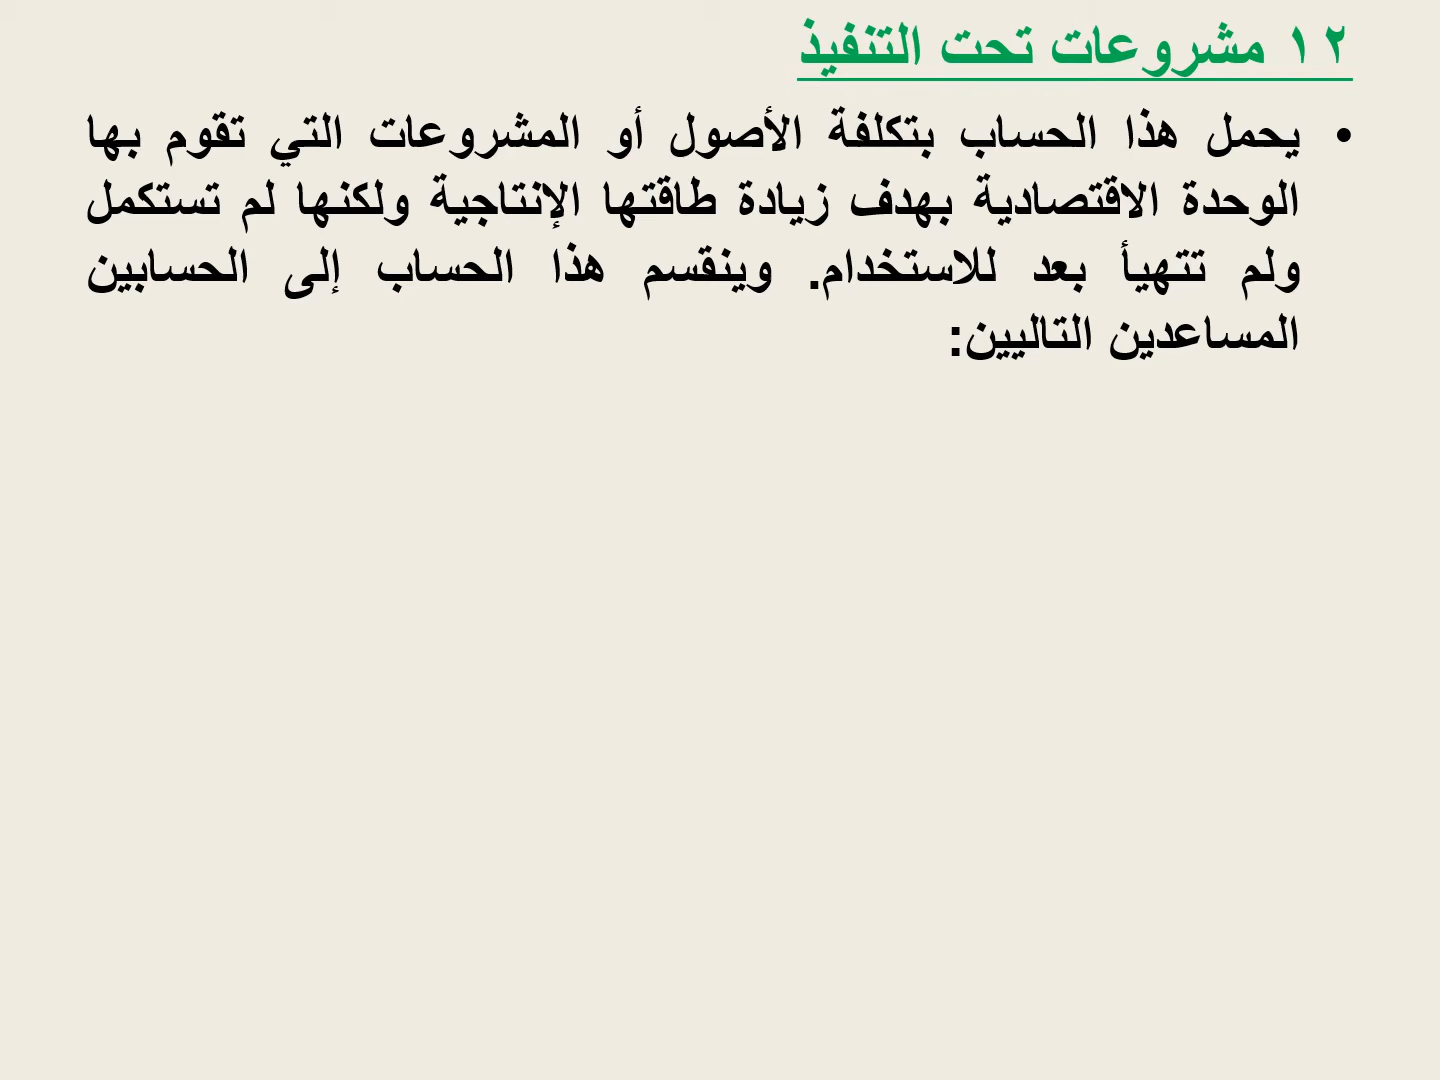 ١٢ مشروعات تحت التنفيذ
• يحمل هذا الحساب بتكلفة الأصول أو المشروعات التي تقوم بها
الوحدة الاقتصادية بهدف زيادة طاقتها الإنتاجية ولكنها لم تستكمل
ولم تتهيأ بعد للاستخدام. وينقسم هذا الحساب إلى الحسابين
المساعدين التاليين: